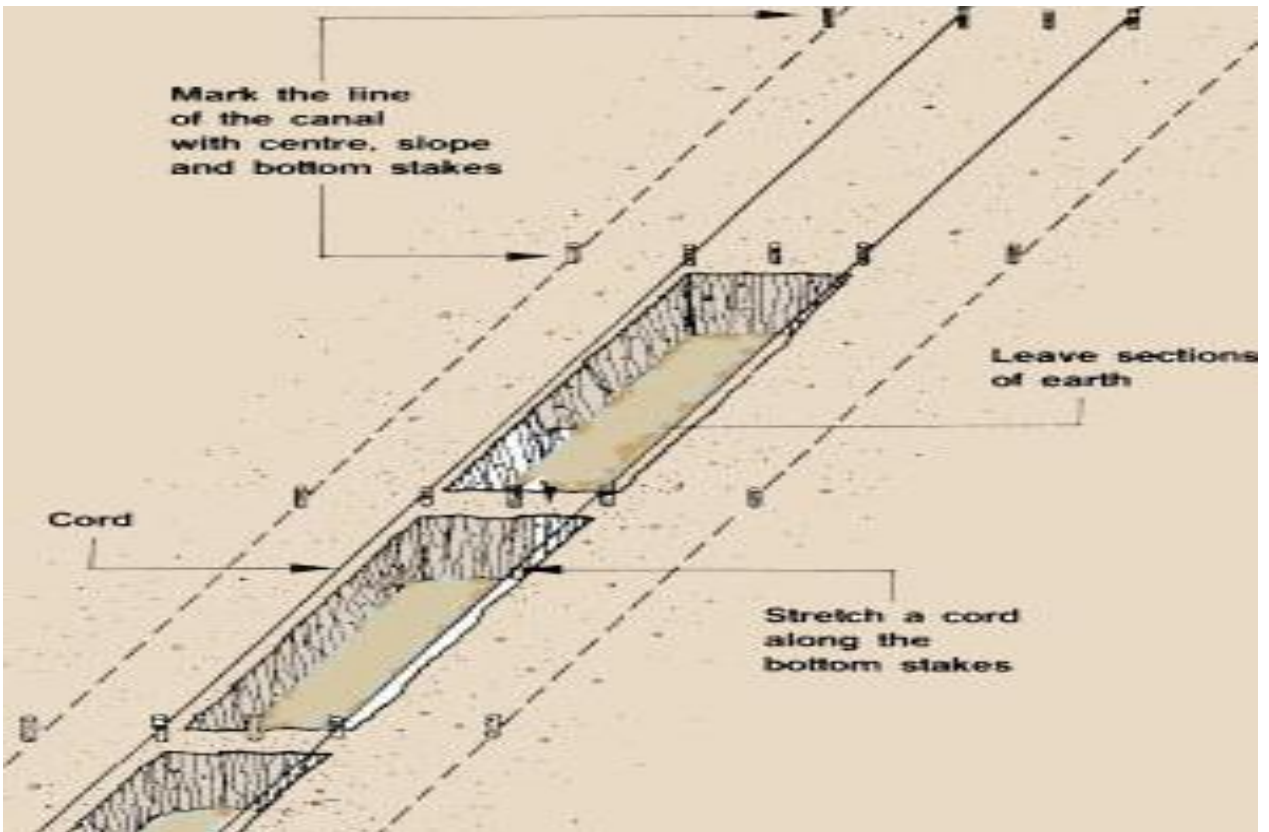 Mark the line
of the canal
with centre, slope
and bottom stakes
Leave sections
of earth
Cord
Stretch a cord
along the
bottom stakes